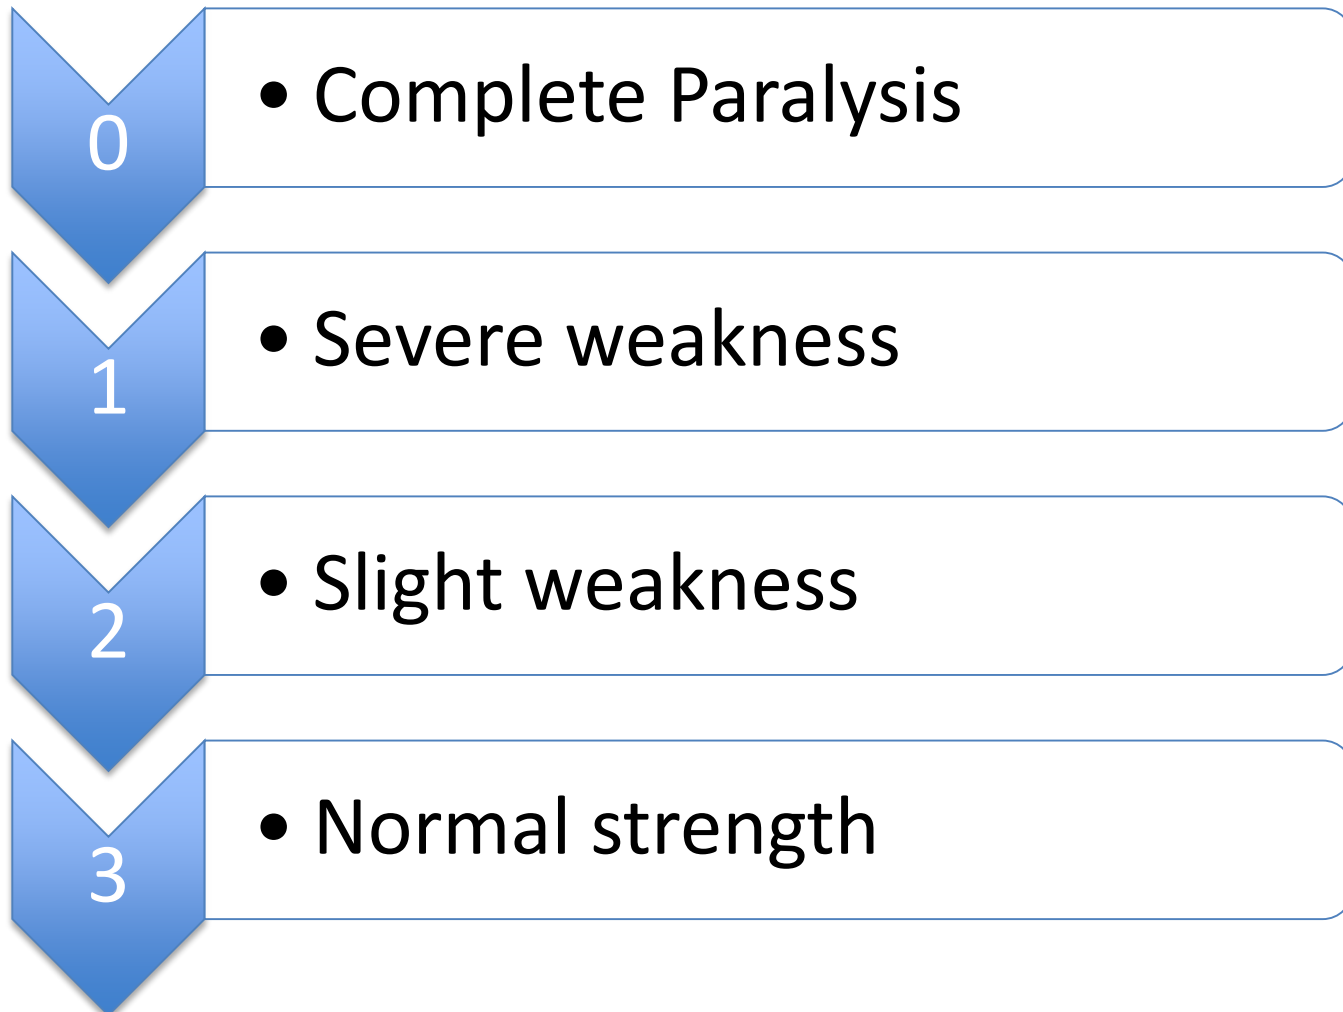 0
• Complete Paralysis
1
• Severe weakness
2
• Slight weakness
3
• Normal strength